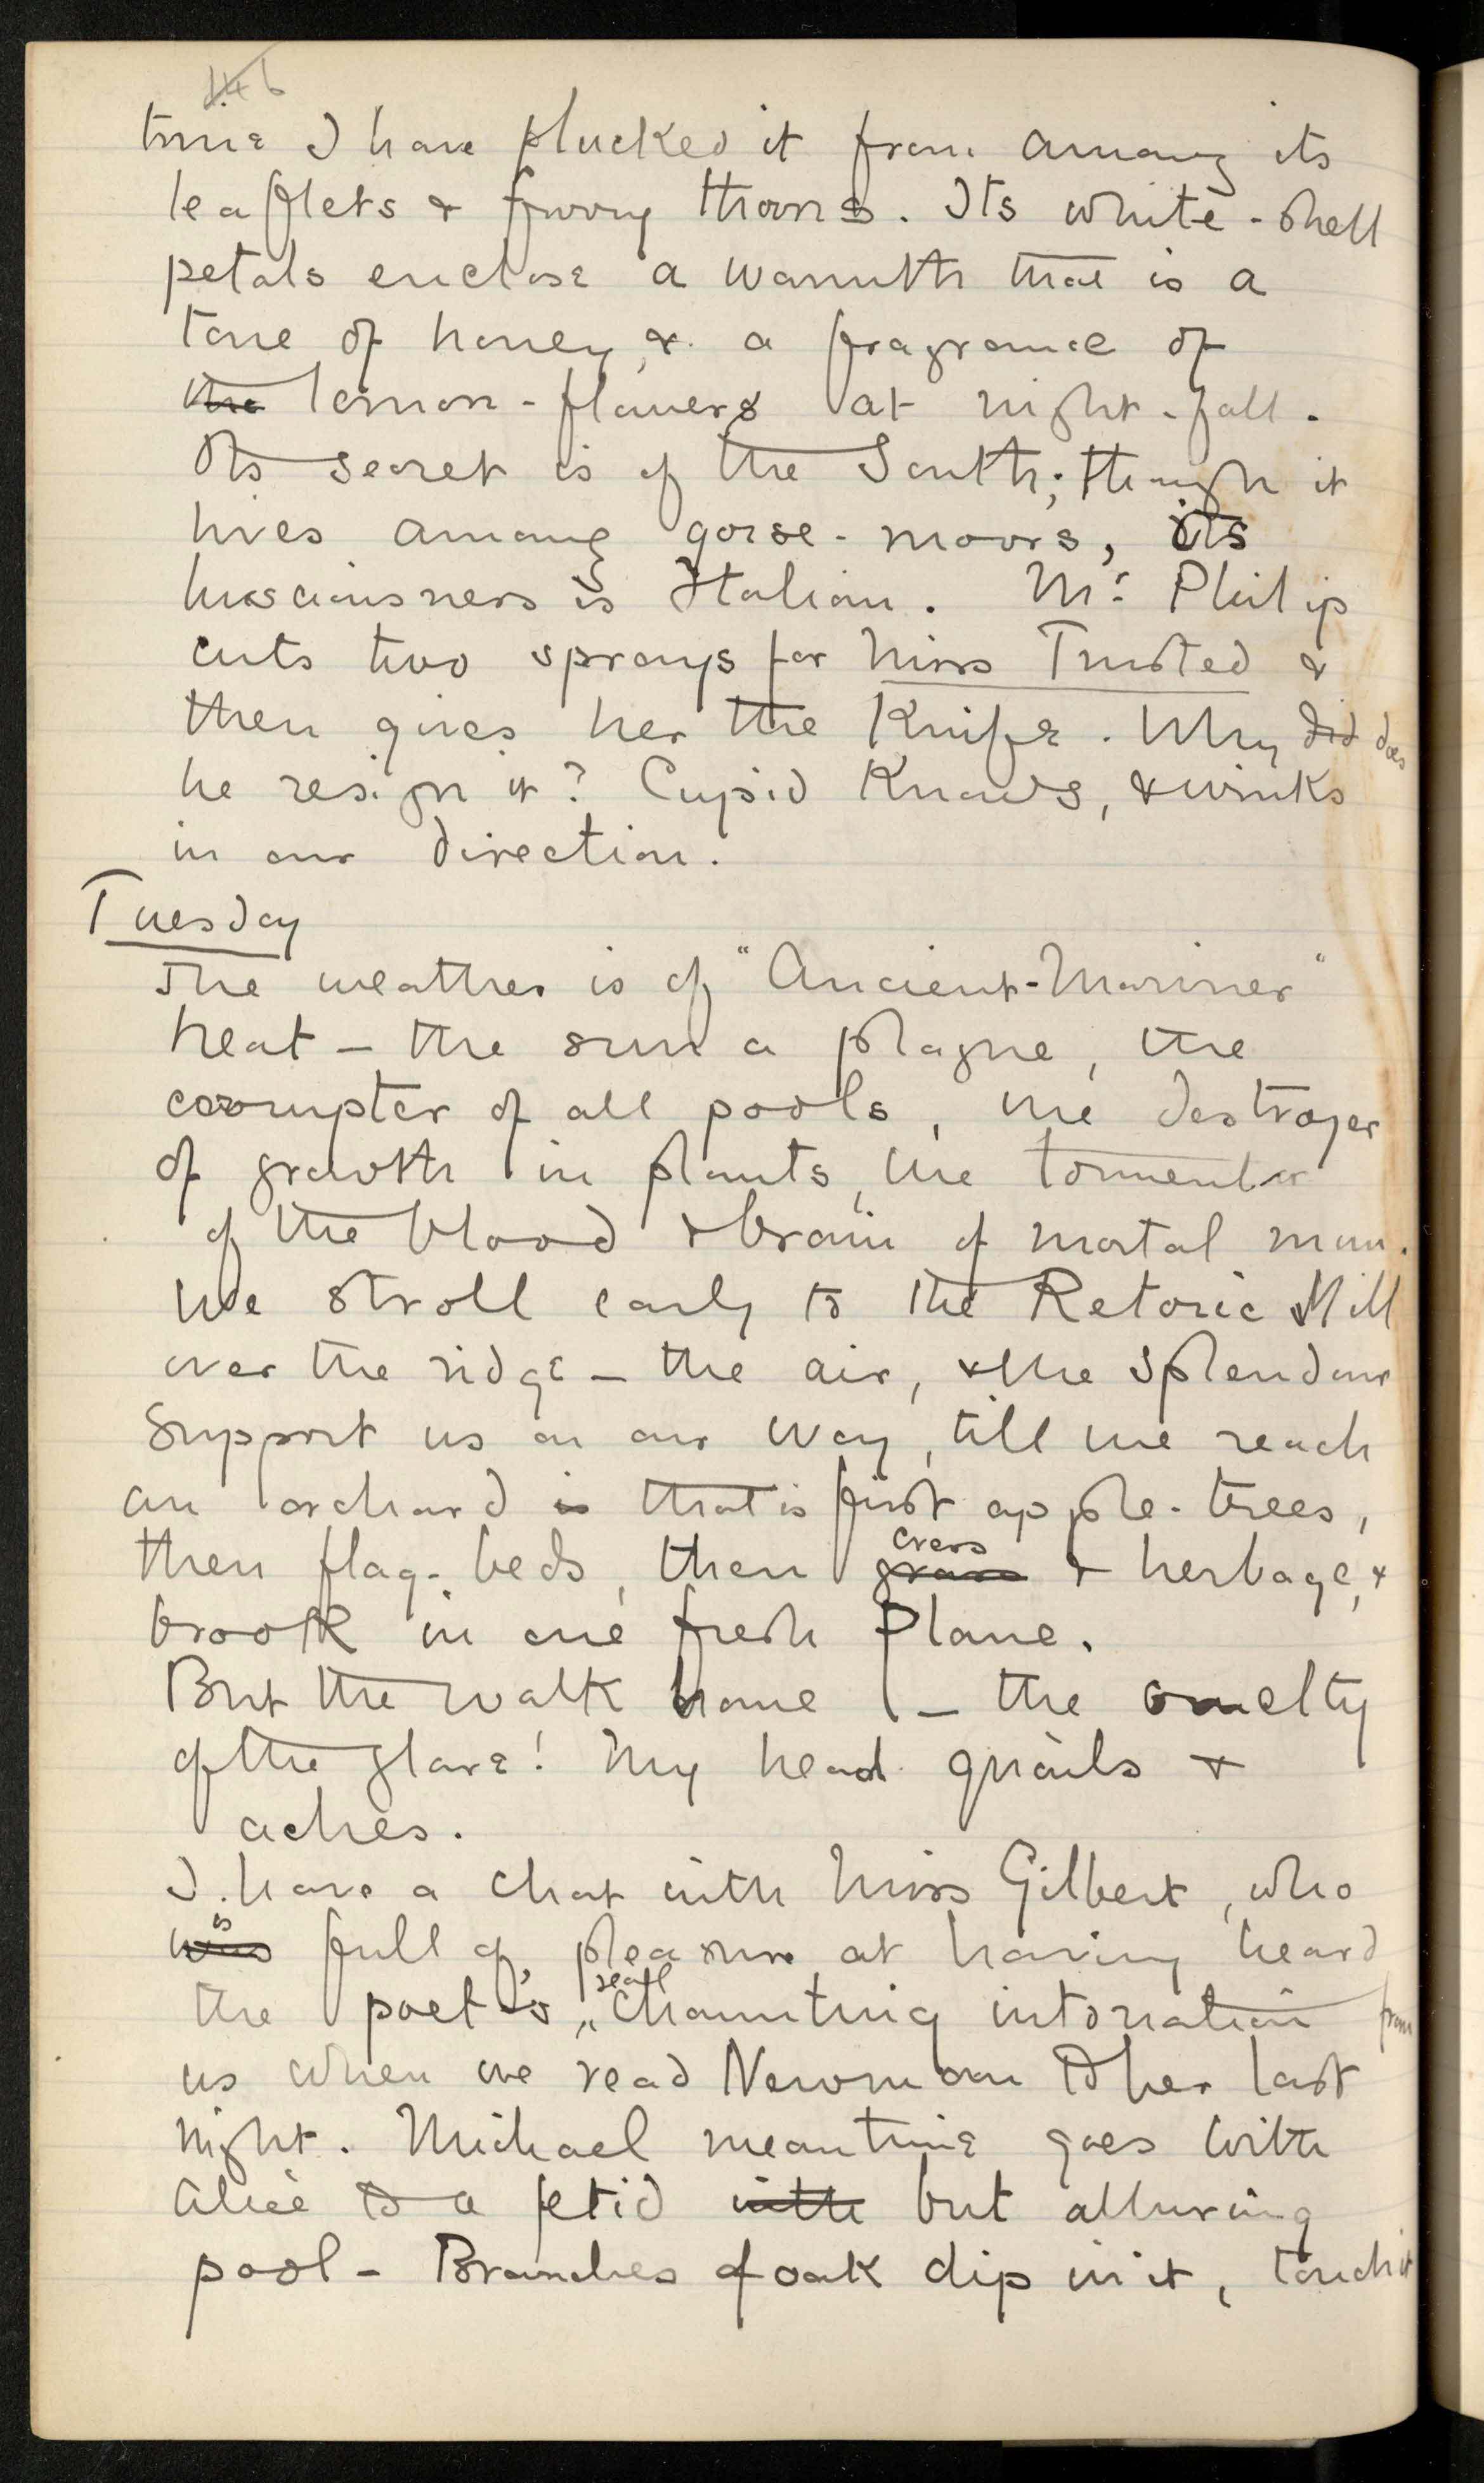 146
time I have plucked it from among its
leaflets & furry thorns. Its white-shell
petals enclose a warmth that is a
tone of honey, & a fragrance of
the lemon-flowers at night-fall.
Its secret is of the South; though it
lives among gorse-moors, its
lusciousness is Italian. Mr Philip
cuts two sprays for Miss Trusted &
then gives her the Knife. Why did does
he resign it? Cupid Knows, & winks
in our direction.
Tuesday
The weather is of "Ancient-Mariner"
heat – the sun a plague, the
corrupter of all pools, the destroyer
of growth in plants, the tormentor
of the blood & brain of mortal man.
We stroll early to the Retoric Mill
over the ridge – the air, & the splendour
support us on our way, till we reach
an orchard is that is first apple-trees,
then flag-beds, then grass cress & herbage, &
brook in one fresh plane.
But the walk home – the cruelty
of the glare! My head quails &
aches.
I have a chat with Miss Gilbert, who
was is full of pleasure at having heard
the poet's real chaunting intonation from
us when we read Newman to her last
night. Michael meantime goes with
Alice to a fetid with but alluring
pool – Branches of oak dip in it, touch it